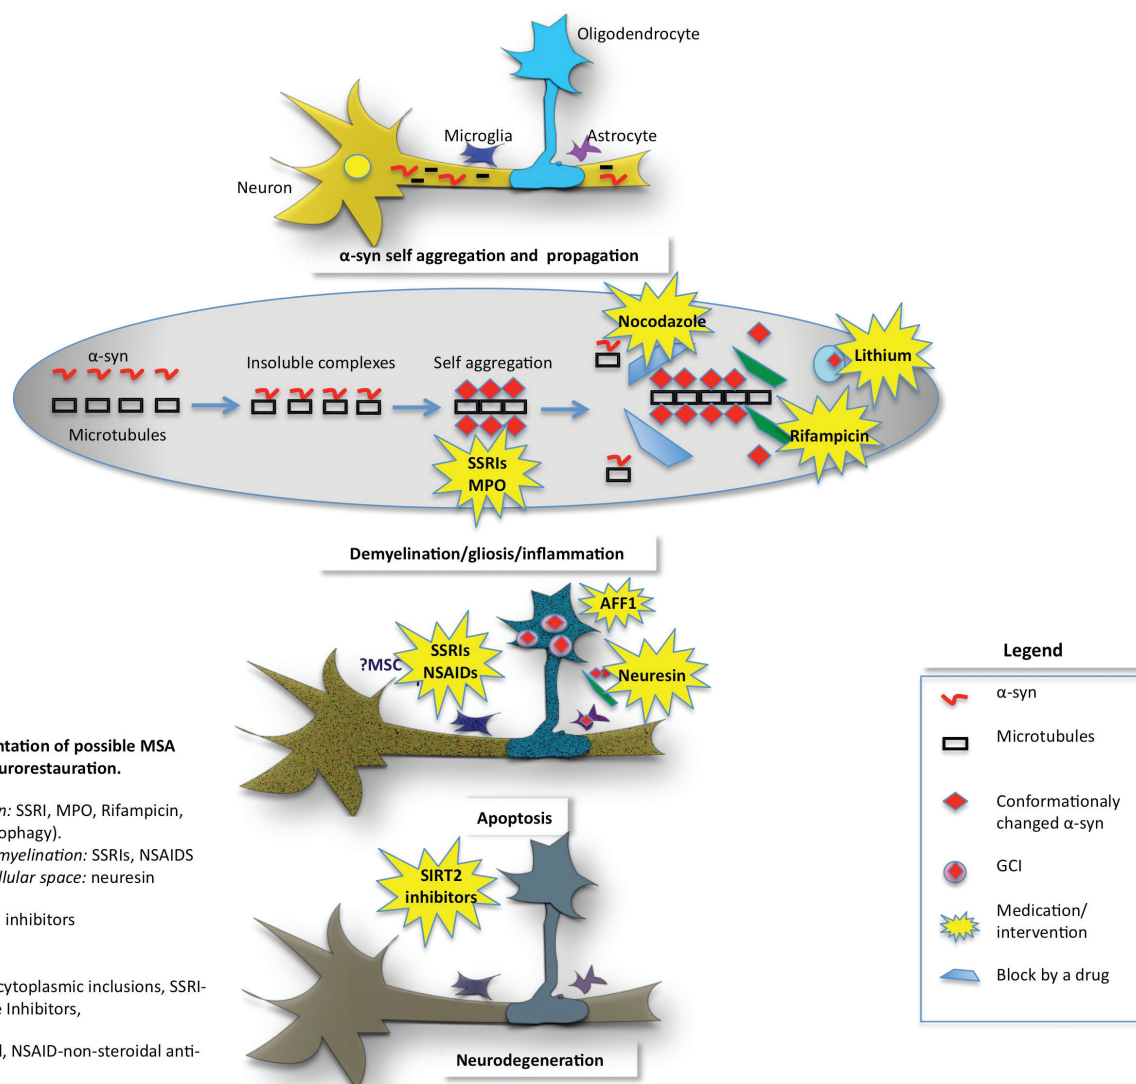 Oligodendrocyte
Microglia
Astrocyte
Neuron
α-syn self aggregation and propagation
Nocodazole
Lithium
α-syn
Insoluble complexes
Self aggregation
Microtubules
Rifampicin
SSRIs
MPO
Demyelination/gliosis/inflammation
AFF1
SSRIs
NSAIDs
?MSC
Neuresin
Apoptosis
SIRT2
inhibitors
Neurodegeneration
Legend
α-syn
Microtubules
Conformationaly
changed α-syn
GCI
Medication/
intervention
Block by a drug
ntation of possible MSA
urorestauration.
n: SSRI, MPO, Rifampicin,
ophagy).
myelination: SSRIs, NSAIDS
llular space: neuresin
inhibitors
cytoplasmic inclusions, SSRI-
e Inhibitors,
l, NSAID-non-steroidal anti-